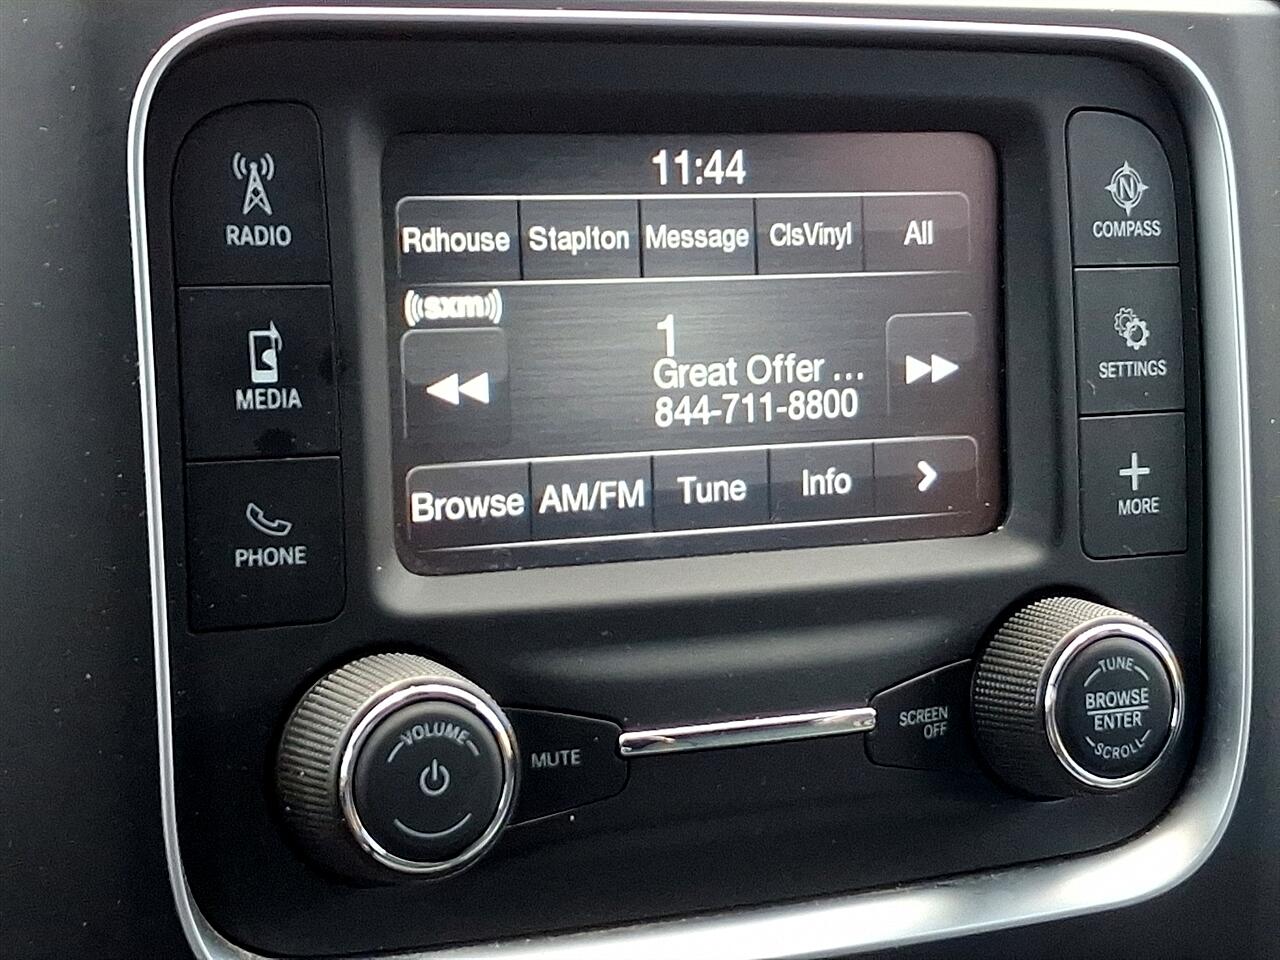 11:44
Rdhouse Staplton Message ClsVinyl All
((sxm))
1
Great Offer ...
844-711-8800
Browse AM/FM Tune Info >
RADIO
MEDIA
PHONE
N
COMPASS
SETTINGS
+
MORE
VOLUME
MUTE
SCREEN
OFF
TUNE
BROWSE
ENTER
SCROLL